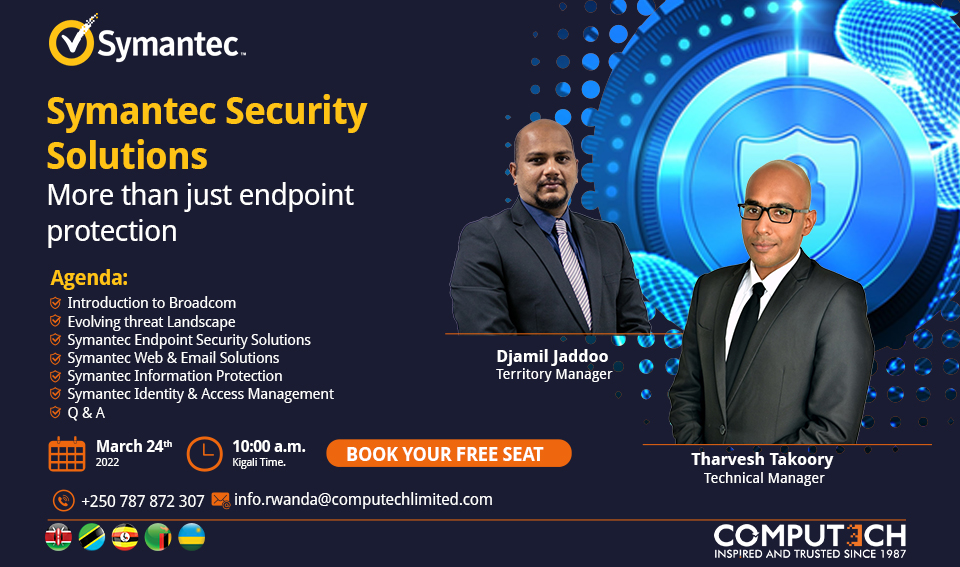 Symantec™
Symantec Security
Solutions
More than just endpoint
protection
Agenda:
Introduction to Broadcom
Evolving threat Landscape
Symantec Endpoint Security Solutions
Symantec Web & Email Solutions
Symantec Information Protection
Symantec Identity & Access Management
Q & A
Djamil Jaddoo
Territory Manager
Tharvesh Takoory
Technical Manager
March 24th
2022
10:00 a.m.
Kigali Time.
BOOK YOUR FREE SEAT
+250 787 872 307
info.rwanda@computechlimited.com
COMPUTECH
INSPIRED AND TRUSTED SINCE 1987